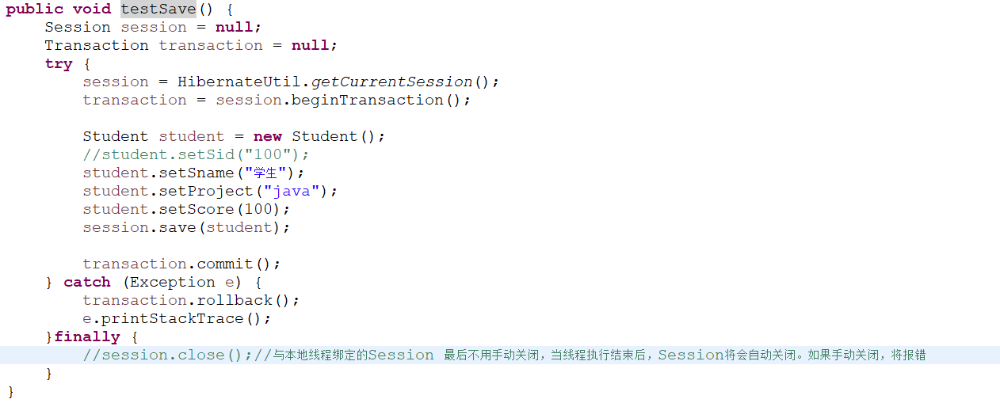 public void testSave() {
Session session = null;
Transaction transaction = null;
try {
session = HibernateUtil.getCurrentSession();
transaction = session.beginTransaction();
Student student = new Student();
//student.setSid("100");
student.setSname("学生");
student.setProject("java");
student.setScore(100);
session.save(student);
transaction.commit();
} catch (Exception e) {
transaction.rollback();
e.printStackTrace();
}finally {
//session.close();//与本地线程绑定的Session 最后不用手动关闭，当线程执行结束后，Session将会自动关闭。如果手动关闭，将报错
}
}